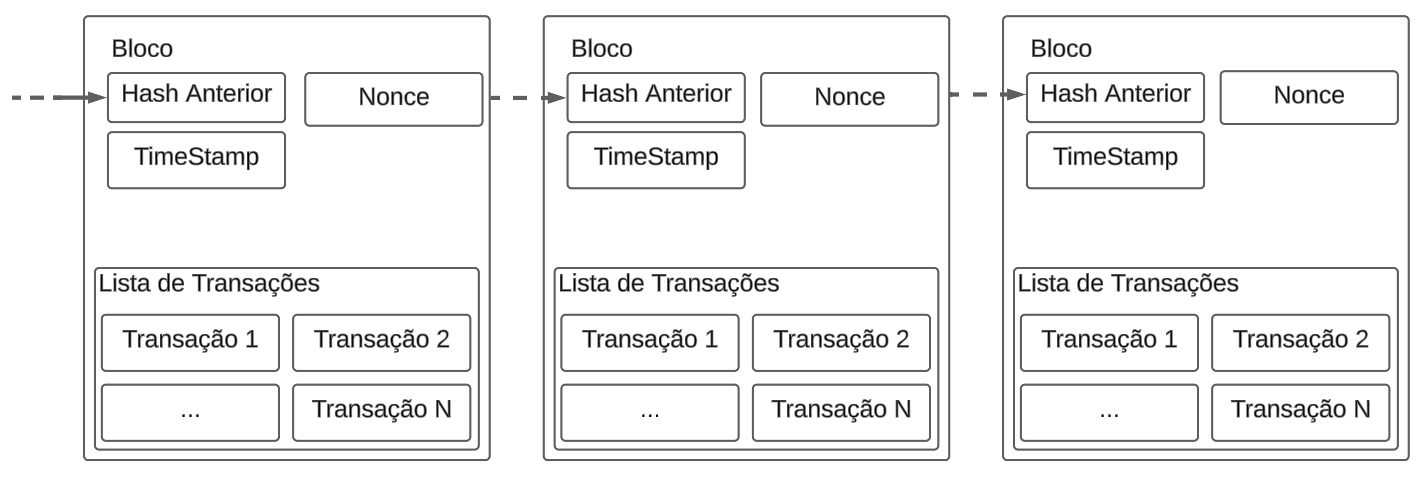 Bloco
Hash Anterior
Nonce
TimeStamp
Lista de Transações
Transação 1
Transação 2
...
Transação N
Bloco
Hash Anterior
Nonce
TimeStamp
Lista de Transações
Transação 1
Transação 2
...
Transação N
Bloco
Hash Anterior
Nonce
TimeStamp
Lista de Transações
Transação 1
Transação 2
...
Transação N